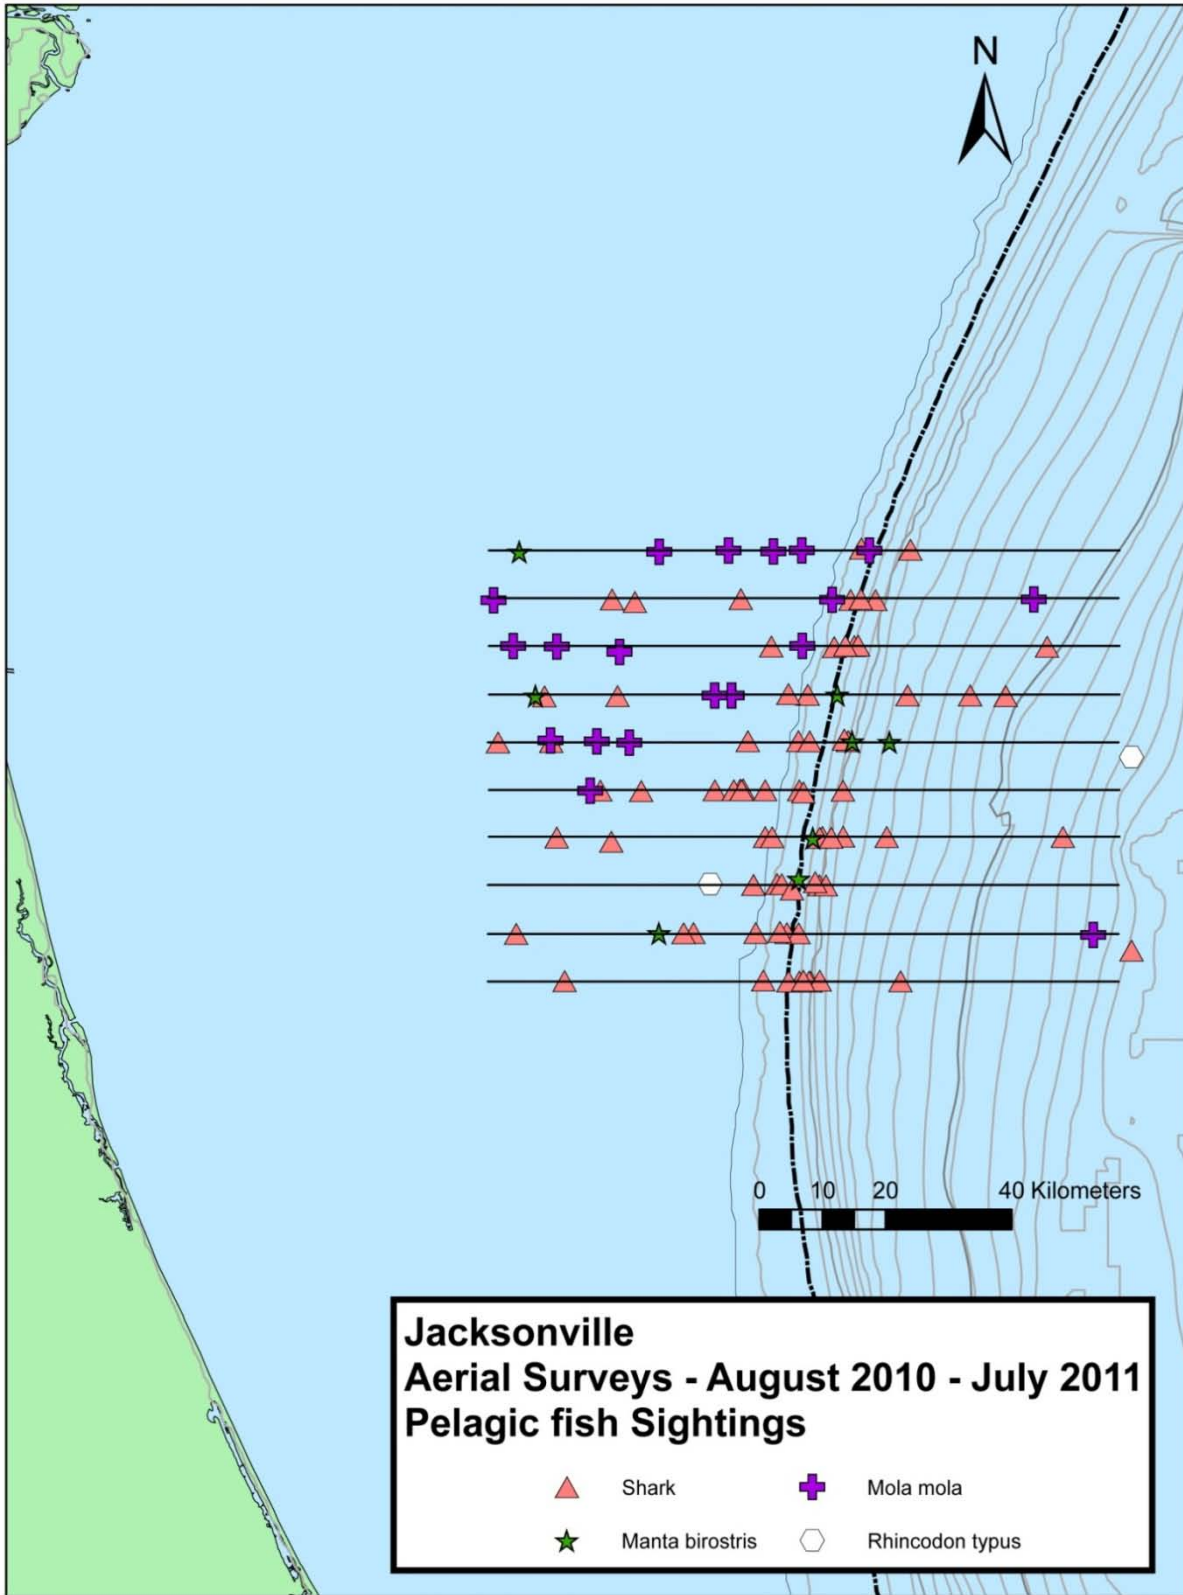 N
0 10 20 40 Kilometers
Jacksonville
Aerial Surveys - August 2010 - July 2011
Pelagic fish Sightings
Shark Mola mola
Manta birostris Rhincodon typus